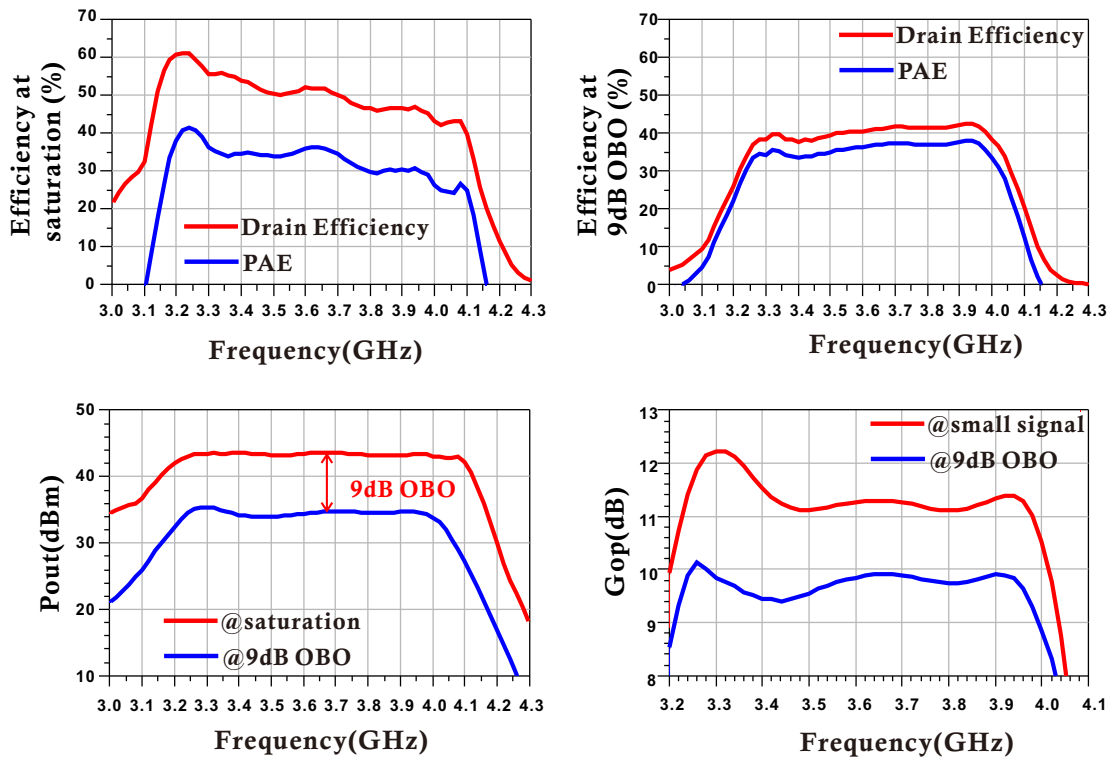 Efficiency at
saturation (%)
70
60
50
40
30
20
10
0
Drain Efficiency
PAE
3.0 3.1 3.2 3.3 3.4 3.5 3.6 3.7 3.8 3.9 4.0 4.1 4.2 4.3
Frequency(GHz)
Efficiency at
9dB OBO (%)
70
60
50
40
30
20
10
0
Drain Efficiency
PAE
3.0 3.1 3.2 3.3 3.4 3.5 3.6 3.7 3.8 3.9 4.0 4.1 4.2 4.3
Frequency(GHz)
Pout(dBm)
50
40
30
20
10
9dB OBO
@saturation
@9dB OBO
3.0 3.1 3.2 3.3 3.4 3.5 3.6 3.7 3.8 3.9 4.0 4.1 4.2 4.3
Frequency(GHz)
Gop(dB)
13
12
11
10
9
8
@small signal
@9dB OBO
3.2 3.3 3.4 3.5 3.6 3.7 3.8 3.9 4.0 4.1
Frequency(GHz)